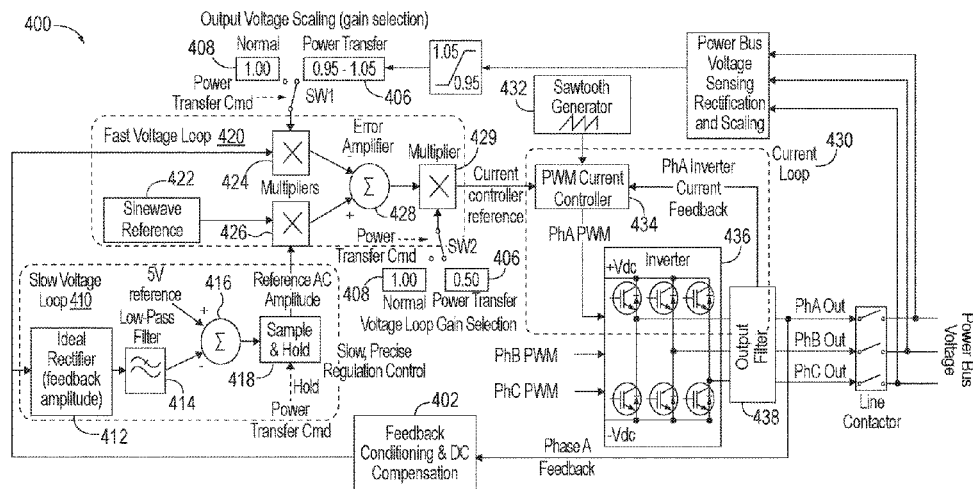 400
Output Voltage Scaling (gain selection)
Normal
Power Transfer
408
1.00
0.95 - 1.05
406
1.05
0.95
Power
Transfer Cmd
SW1
Power Bus
Voltage
Sensing
Rectification
and Scaling
432
Sawtooth
Generator
Fast Voltage Loop 420
Error
Amplifier
429
Multiplier
424
Multipliers
422
Sinewave
Reference
426
Σ
428
Current
controller
reference
PWM Current
Controller
434
PhA Inverter
Current
Feedback
430
Current
Loop
PhA PWM
Power
Transfer Cmd
SW2
408
1.00
0.50
406
Normal
Power Transfer
Voltage Loop Gain Selection
Slow Voltage
Loop 410
5V
reference
416
Reference AC
Amplitude
Low-Pass
Filter
Ideal
Rectifier
(feedback
amplitude)
412
414
+
-
Σ
Sample
& Hold
418
Slow, Precise
Regulation Control
Hold
Power
Transfer Cmd
436
Inverter
+Vdc
-Vdc
PhB PWM
PhC PWM
Output
Filter
438
PhA Out
PhB Out
PhC Out
Line
Contactor
Power Bus
Voltage
402
Feedback
Conditioning & DC
Compensation
Phase A
Feedback